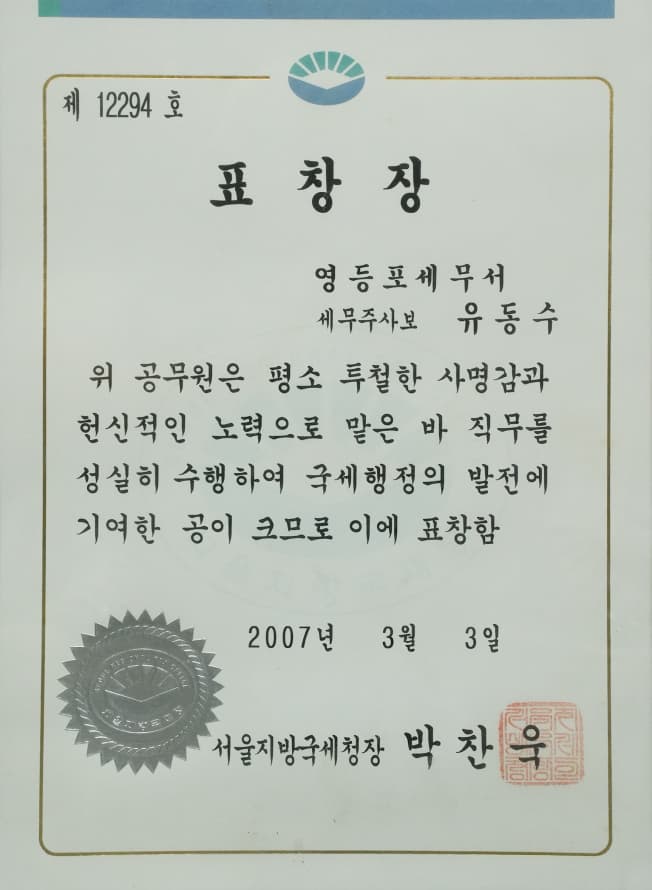 제 12294 호
표창장
영등포세무서
세무주사보 유동수
위 공무원은 평소 투철한 사명감과
헌신적인 노력으로 맡은 바 직무를
성실히 수행하여 국세행정의 발전에
기여한 공이 크므로 이에 표창함
2007년 3월 3일
서울지방국세청장 박찬욱